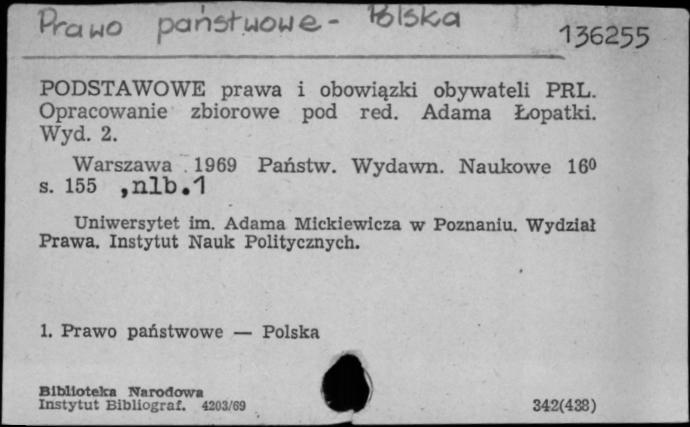 Prawo państwowe - Polska
136255
PODSTAWOWE prawa i obowiązki obywateli PRL.
Opracowanie zbiorowe pod red. Adama Łopatki.
Wyd. 2.
Warszawa 1969 Państw. Wydawn. Naukowe 16⁰
s. 155 ,nlb.1
Uniwersytet im. Adama Mickiewicza w Poznaniu. Wydział
Prawa. Instytut Nauk Politycznych.
1. Prawo państwowe — Polska
Biblioteka Narodowa
Instytut Bibliograf. 4203/69
342(438)